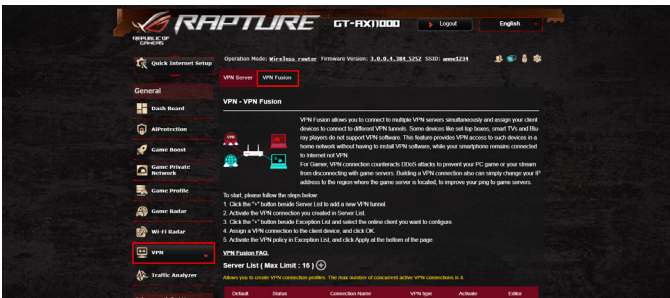 REPUBLIC OF
GAMERS
RAPTURE
GT-AX11000
Logout
English
Quick Internet Setup
Operation Mode: Wireless router Firmware Version: 3.0.0.4.384_5252 SSID: anne1234
VPN Server
VPN Fusion
General
Dash Board
AiProtection
Game Boost
Game Private
Network
Game Profile
Game Radar
Wi-Fi Radar
VPN
Traffic Analyzer
VPN - VPN Fusion
VPN
VPN Fusion allows you to connect to multiple VPN servers simultaneously and assign your client
devices to connect to different VPN tunnels. Some devices like set-top boxes, smart TVs and Blu-
ray players do not support VPN software. This feature provides VPN access to such devices in a
home network without having to install VPN software, while your smartphone remains connected
to Internet not VPN.
For Gamer, VPN connection counteracts DDoS attacks to prevent your PC game or your stream
from disconnecting with game servers. Building a VPN connection also can simply change your IP
address to the region where the game server is located, to improve your ping to game servers.
To start, please follow the steps below:
1. Click the "+" button beside Server List to add a new VPN tunnel.
2. Activate the VPN connection you created in Server List.
3. Click the "+" button beside Exception List and select the online client you want to configure.
4. Assign a VPN connection to the client device, and click OK.
5. Activate the VPN policy in Exception List, and click Apply at the bottom of the page.
VPN Fusion FAQ.
Server List ( Max Limit : 16 )
Allows you to create VPN connection profiles. The max number of concurrent active VPN connections is 4.
Default Status Connection Name VPN type Activate Editor